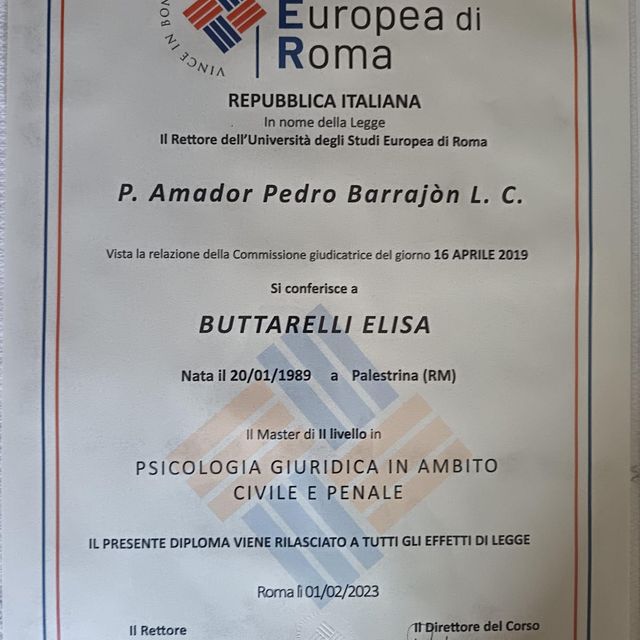 VINCE IN BO
Europea di
ER Roma
REPUBBLICA ITALIANA
In nome della Legge
Il Rettore dell'Università degli Studi Europea di Roma
P. Amador Pedro Barrajòn L. C.
Vista la relazione della Commissione giudicatrice del giorno 16 APRILE 2019
Si conferisce a
BUTTARELLI ELISA
Nata il 20/01/1989 a Palestrina (RM)
Il Master di II livello in
PSICOLOGIA GIURIDICA IN AMBITO
CIVILE E PENALE
IL PRESENTE DIPLOMA VIENE RILASCIATO A TUTTI GLI EFFETTI DI LEGGE
Roma lì 01/02/2023
Il Rettore
Il Direttore del Corso